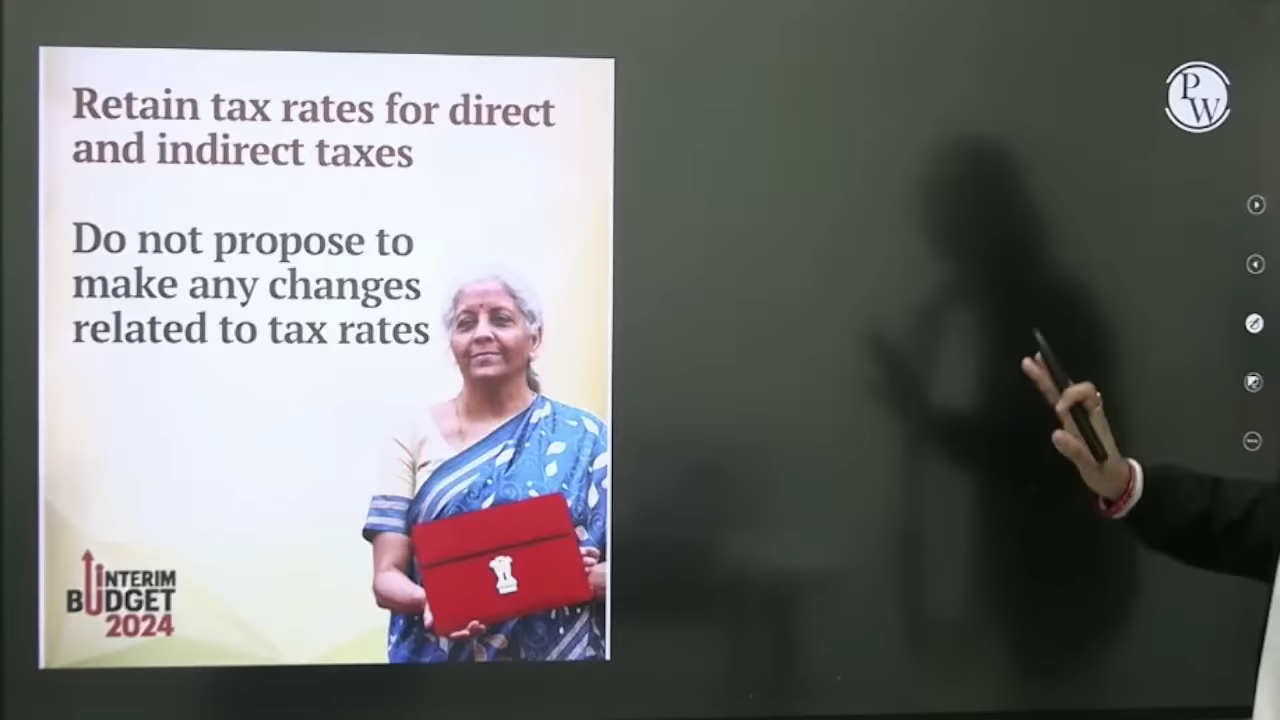 Retain tax rates for direct
and indirect taxes
Do not propose to
make any changes
related to tax rates
INTERIM
BUDGET
2024
PW